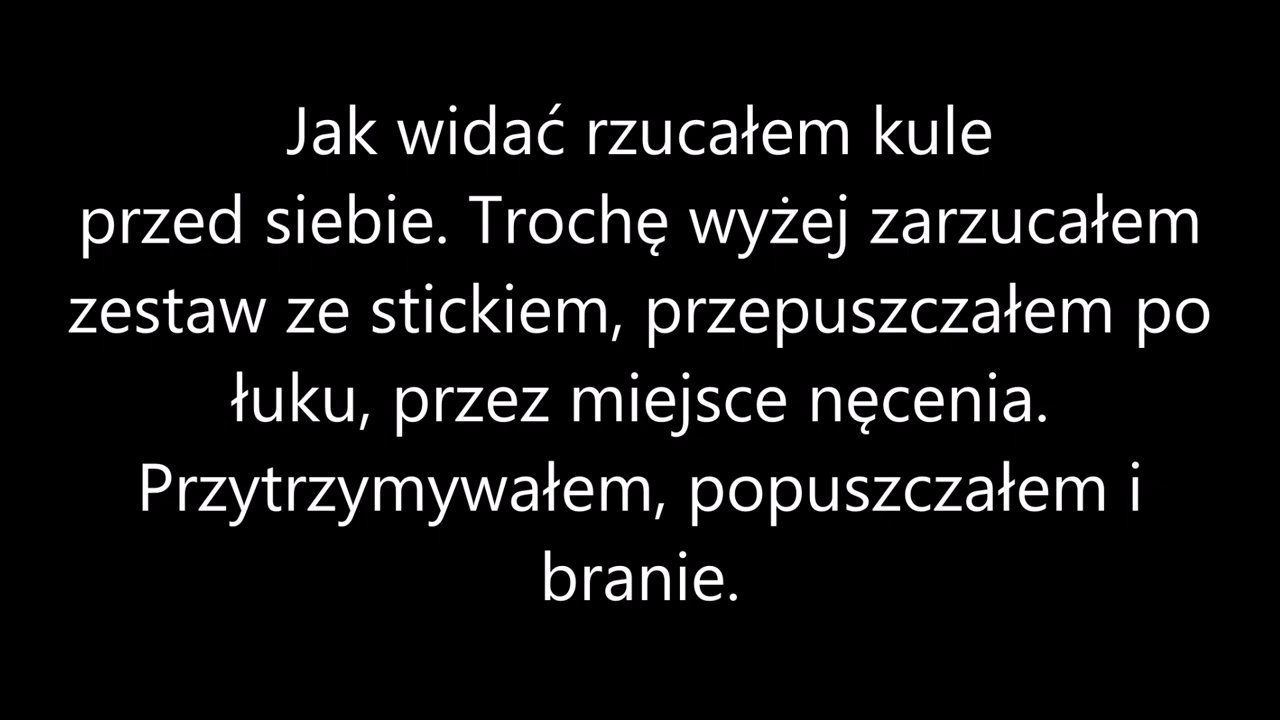 Jak widać rzucałem kule
przed siebie. Trochę wyżej zarzucałem
zestaw ze stickiem, przepuszczałem po
łuku, przez miejsce nęcenia.
Przytrzymywałem, popuszczałem i
branie.